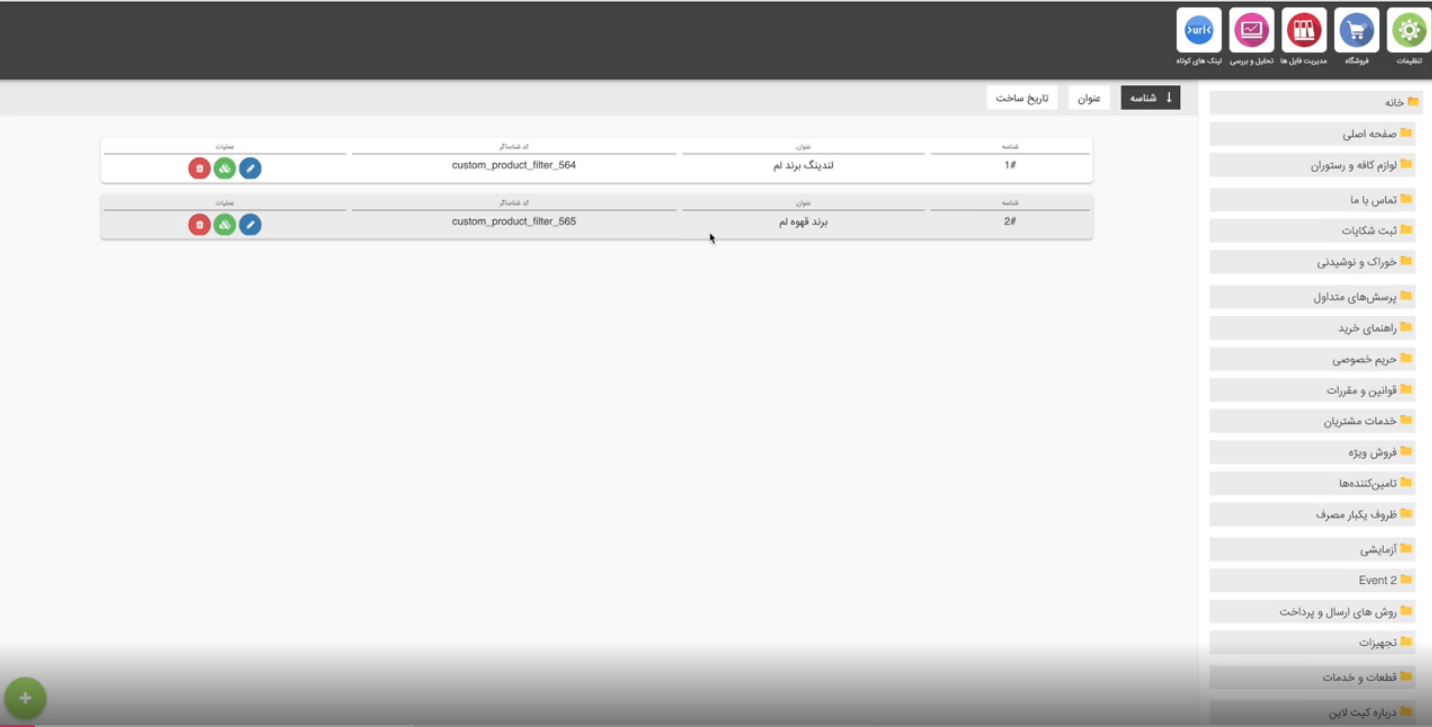 تنظیمات
فروشگاه
مدیریت فایل ها
تحلیل و بررسی
لینک های کوتاه
>url<
شناسه
عنوان
تاریخ ساخت
شناسه عنوان کد شناساگر عملیات
1# لندینگ برند لم custom_product_filter_564
شناسه عنوان کد شناساگر عملیات
2# برند قهوه لم custom_product_filter_565
خانه
صفحه اصلی
لوازم کافه و رستوران
تماس با ما
ثبت شکایات
خوراک و نوشیدنی
پرسش‌های متداول
راهنمای خرید
حریم خصوصی
قوانین و مقررات
خدمات مشتریان
فروش ویژه
تامین‌کننده‌ها
ظروف یکبار مصرف
آزمایشی
Event 2
روش های ارسال و پرداخت
تجهیزات
قطعات و خدمات
درباره کیت لاین